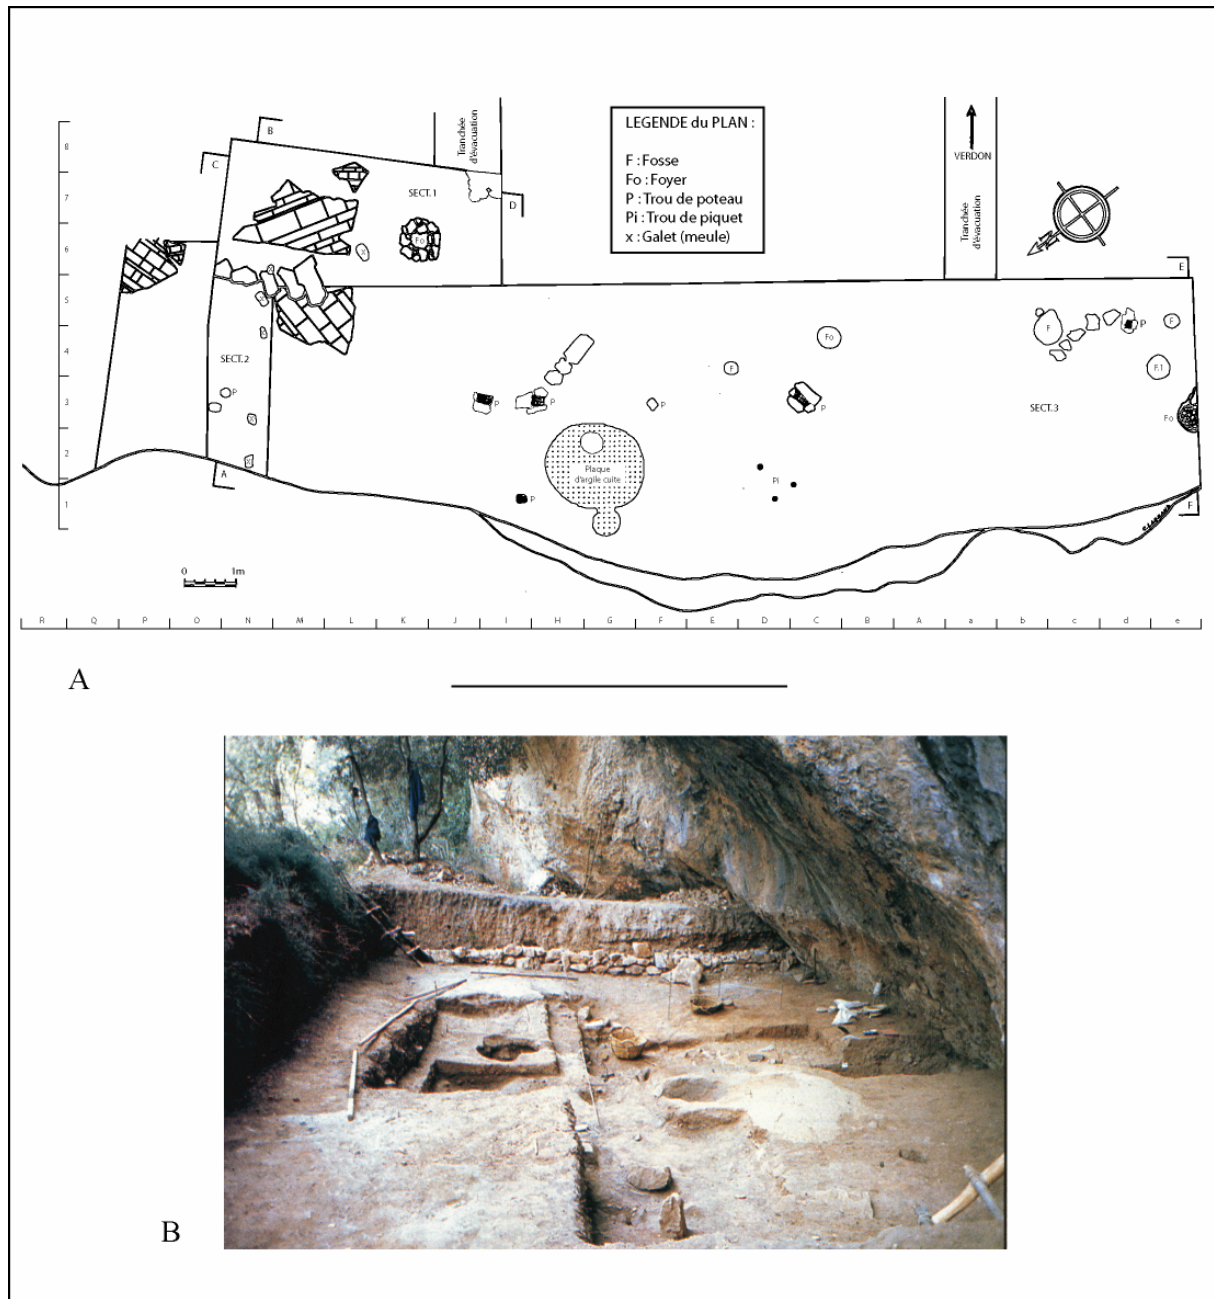 LEGENDE du PLAN :
F : Fosse
Fo : Foyer
P : Trou de poteau
Pi : Trou de piquet
x : Galet (meule)
Tranchée
d'évacuation
VERDON
Tranchée
d'évacuation
8
7
6
5
4
3
2
1
B
C
D
E
A
F
SECT. 1
Fo
x
x
x
x
SECT. 2
P
x
x
P
P
P
F
Fo
P
SECT. 3
F
P
F
F.1
Fo
Plaque
d'argile cuite
P
PI
0 1m
R Q P O N M L K J I H G F E D C B A a b c d e
A
B